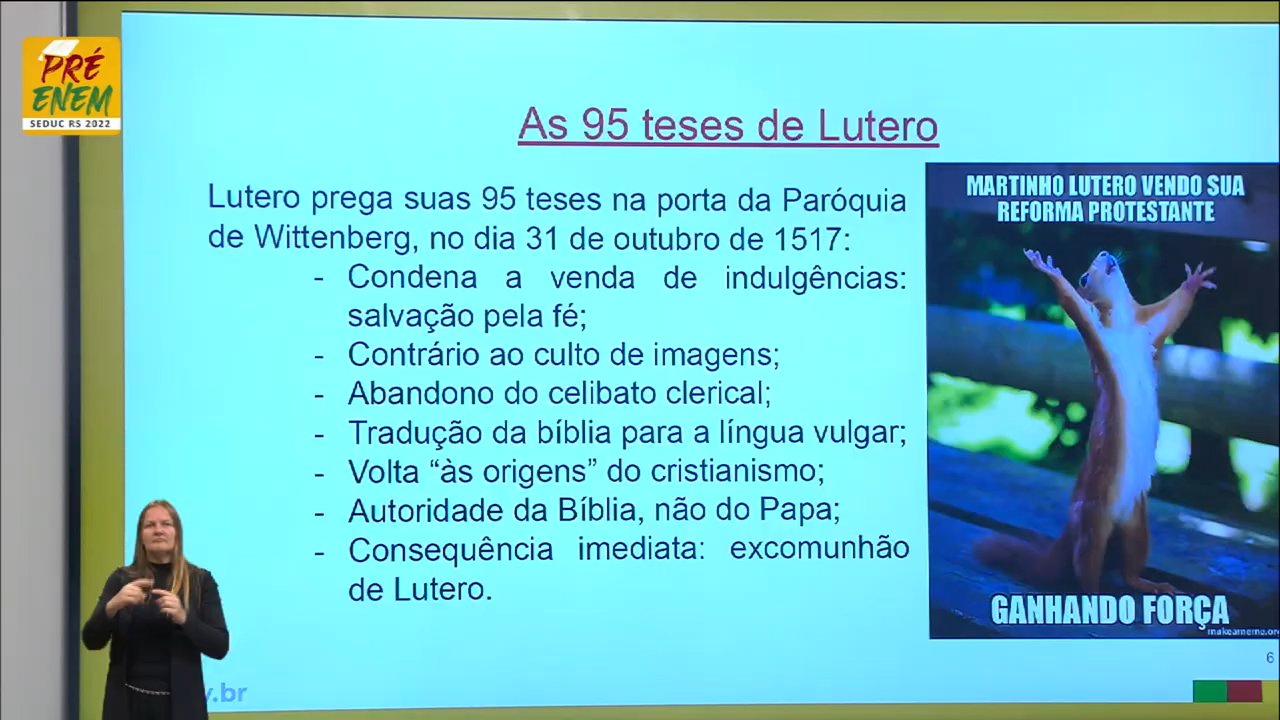 PRÉ
ENEM
SEDUC RS 2022
As 95 teses de Lutero
Lutero prega suas 95 teses na porta da Paróquia
de Wittenberg, no dia 31 de outubro de 1517:
- Condena a venda de indulgências:
salvação pela fé;
- Contrário ao culto de imagens;
- Abandono do celibato clerical;
- Tradução da bíblia para a língua vulgar;
- Volta “às origens” do cristianismo;
- Autoridade da Bíblia, não do Papa;
- Consequência imediata: excomunhão
de Lutero.
MARTINHO LUTERO VENDO SUA
REFORMA PROTESTANTE
GANHANDO FORÇA
makeameme.or
6
v.br